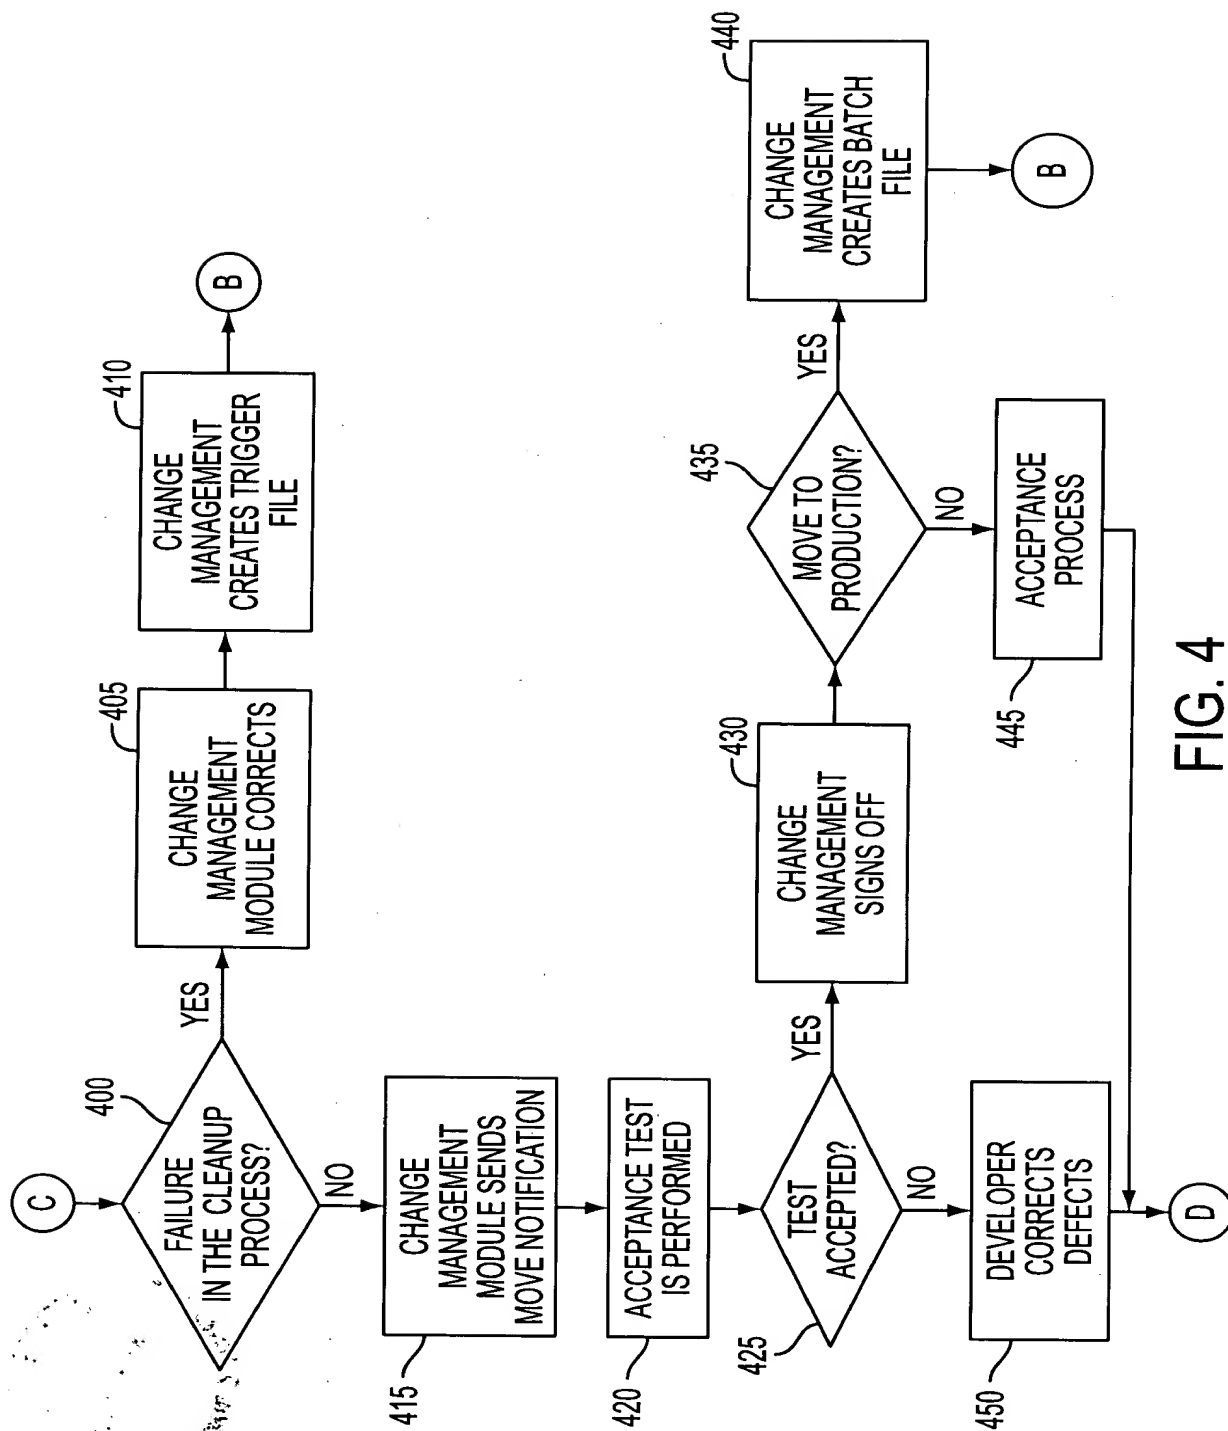 C
400
FAILURE
IN THE CLEANUP
PROCESS?
YES
405
CHANGE
MANAGEMENT
MODULE CORRECTS
410
CHANGE
MANAGEMENT
CREATES TRIGGER
FILE
B
NO
415
CHANGE
MANAGEMENT
MODULE SENDS
MOVE NOTIFICATION
420
ACCEPTANCE TEST
IS PERFORMED
425
TEST
ACCEPTED?
YES
430
CHANGE
MANAGEMENT
SIGNS OFF
435
MOVE TO
PRODUCTION?
YES
440
CHANGE
MANAGEMENT
CREATES BATCH
FILE
B
NO
445
ACCEPTANCE
PROCESS
NO
450
DEVELOPER
CORRECTS
DEFECTS
D
FIG. 4